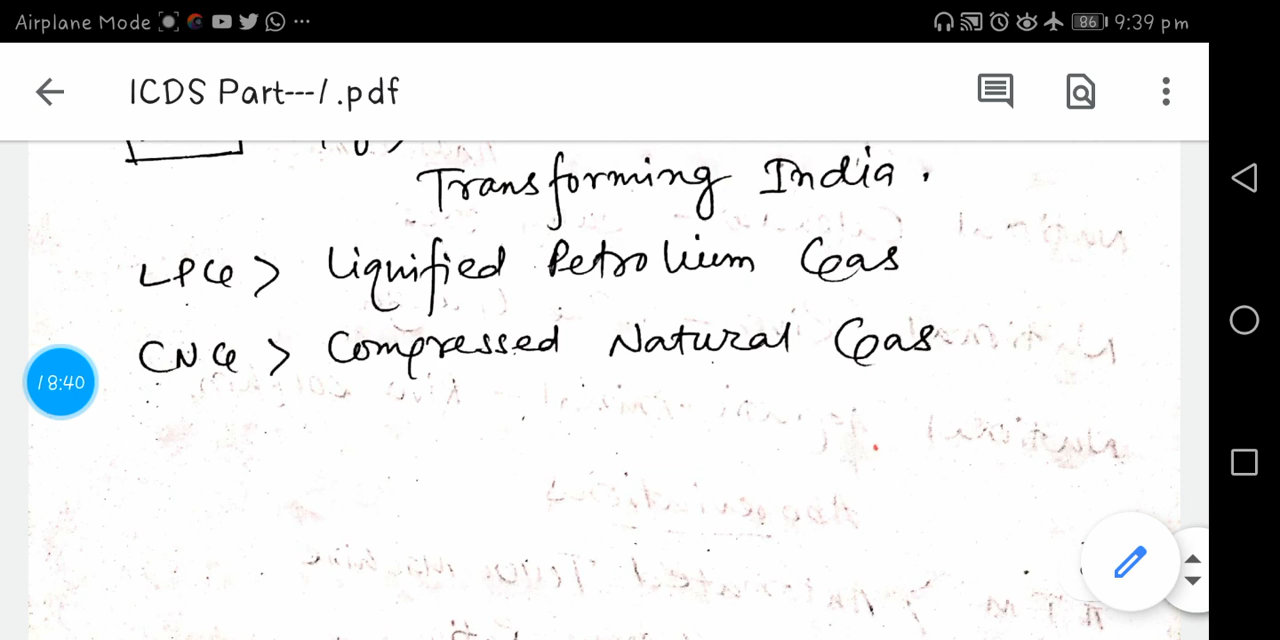 Airplane Mode ... 86 9:39 pm
ICDS Part---1 .pdf
Transforming India.
LPG > Liquified Petrolium Gas
CNG > Compressed Natural Gas
18:40